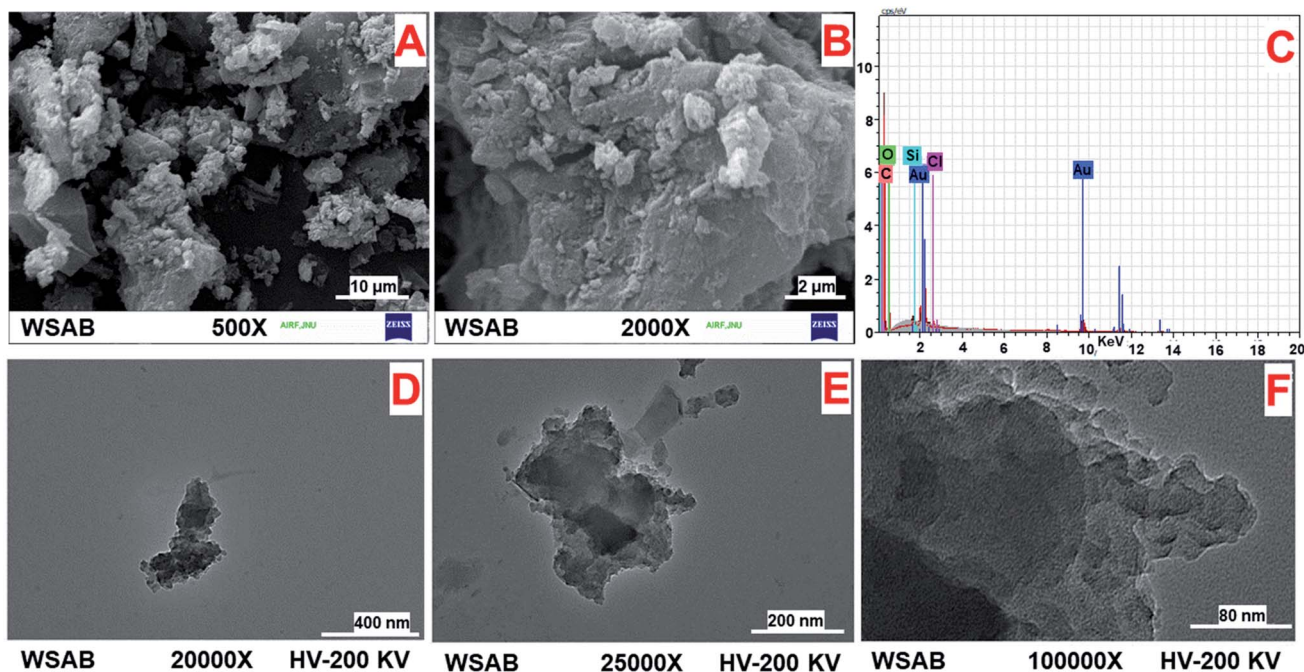 A
10 µm
WSAB 500X AIRF,JNU ZEISS
B
2 µm
WSAB 2000X AIRF,JNU ZEISS
cps/eV
C
10
8
O Si Cl
C Au Au
6
4
2
0
2 4 6 8 10 12 14 16 18 20
KeV
D
400 nm
WSAB 20000X HV-200 KV
E
200 nm
WSAB 25000X HV-200 KV
F
80 nm
WSAB 100000X HV-200 KV